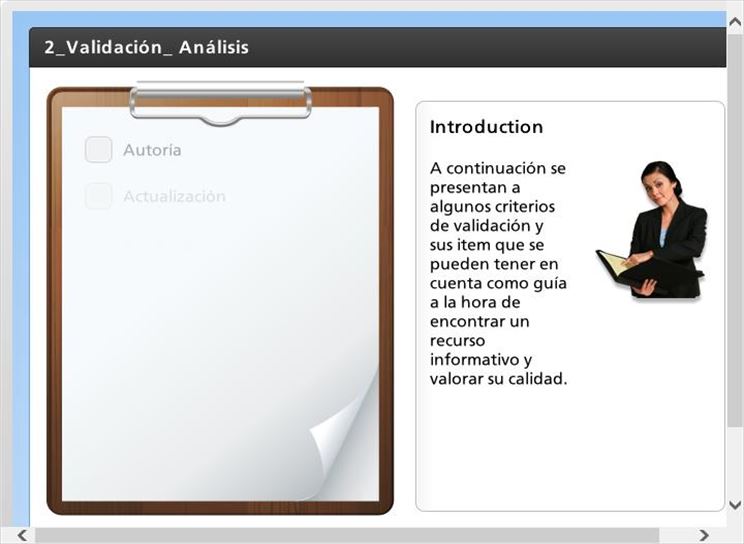 2_Validación_ Análisis
Autoría
Actualización
Introduction
A continuación se
presentan a
algunos criterios
de validación y
sus item que se
pueden tener en
cuenta como guía
a la hora de
encontrar un
recurso
informativo y
valorar su calidad.